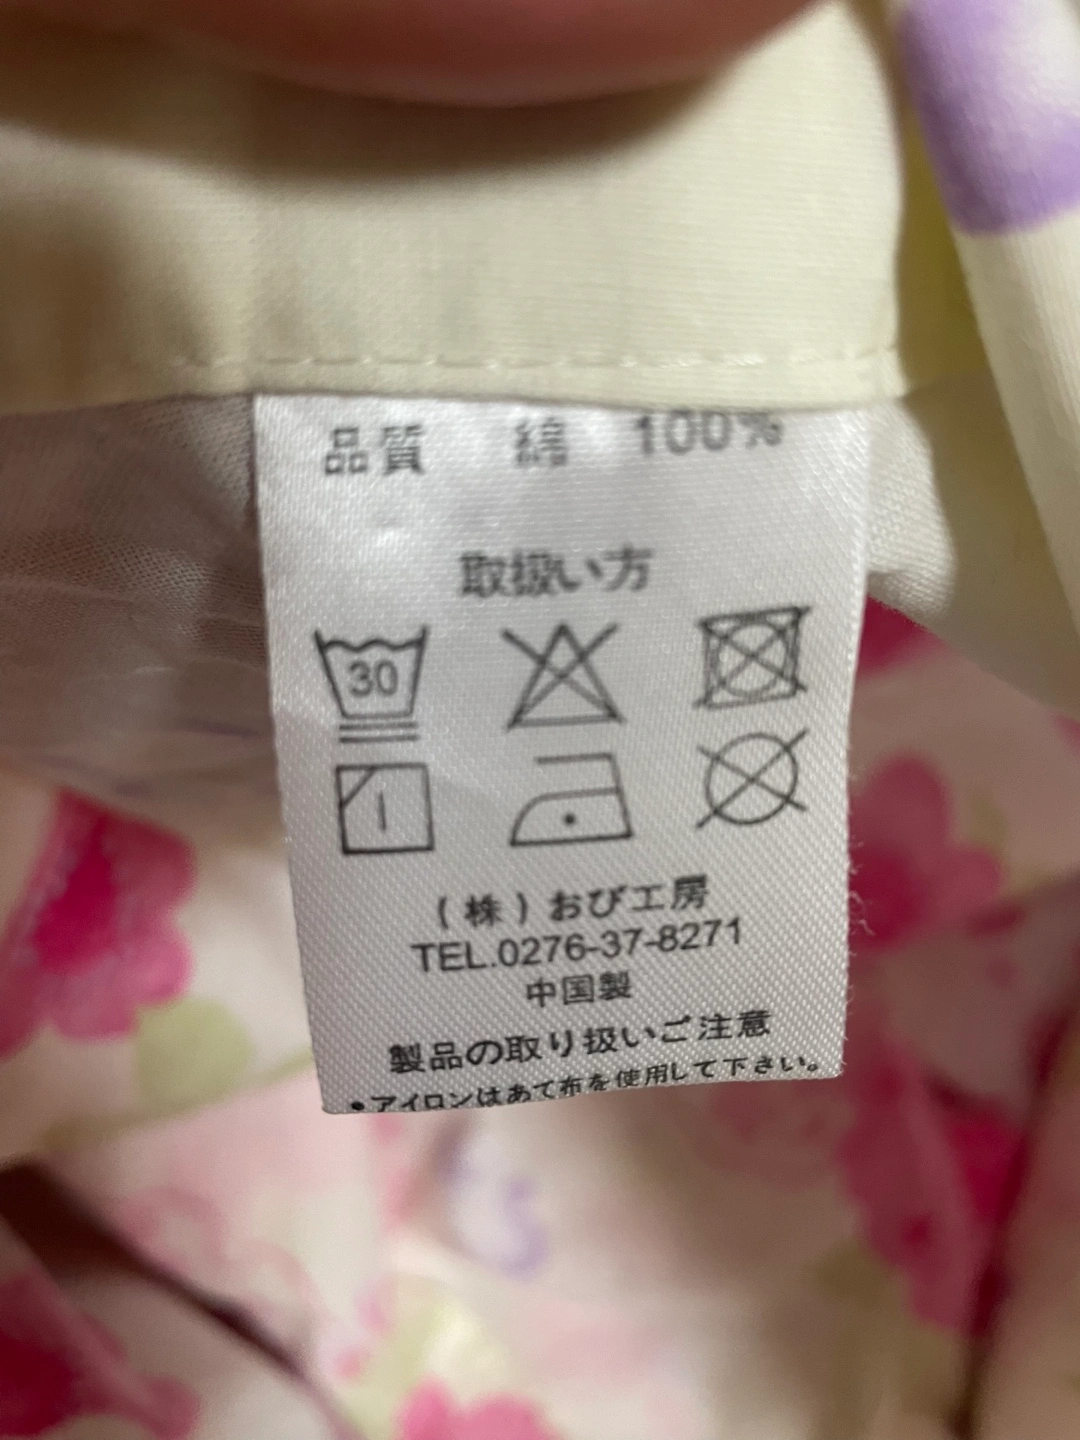 品質 綿 100%
取扱い方
30
(株)おび工房
TEL.0276-37-8271
中国製
製品の取り扱いご注意
•アイロンはあて布を使用して下さい。